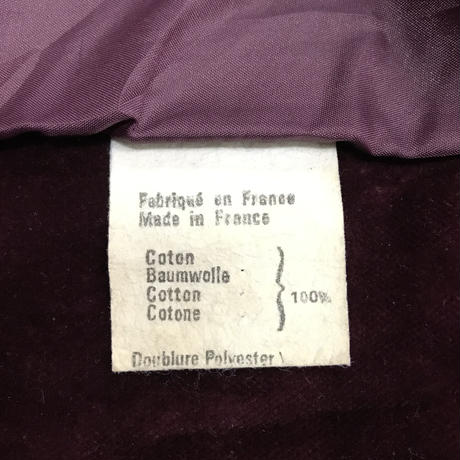 Fabriqué en France
Made in France
Coton
Baumwolle
Cotton
Cotone
} 100%
Doublure Polyester \